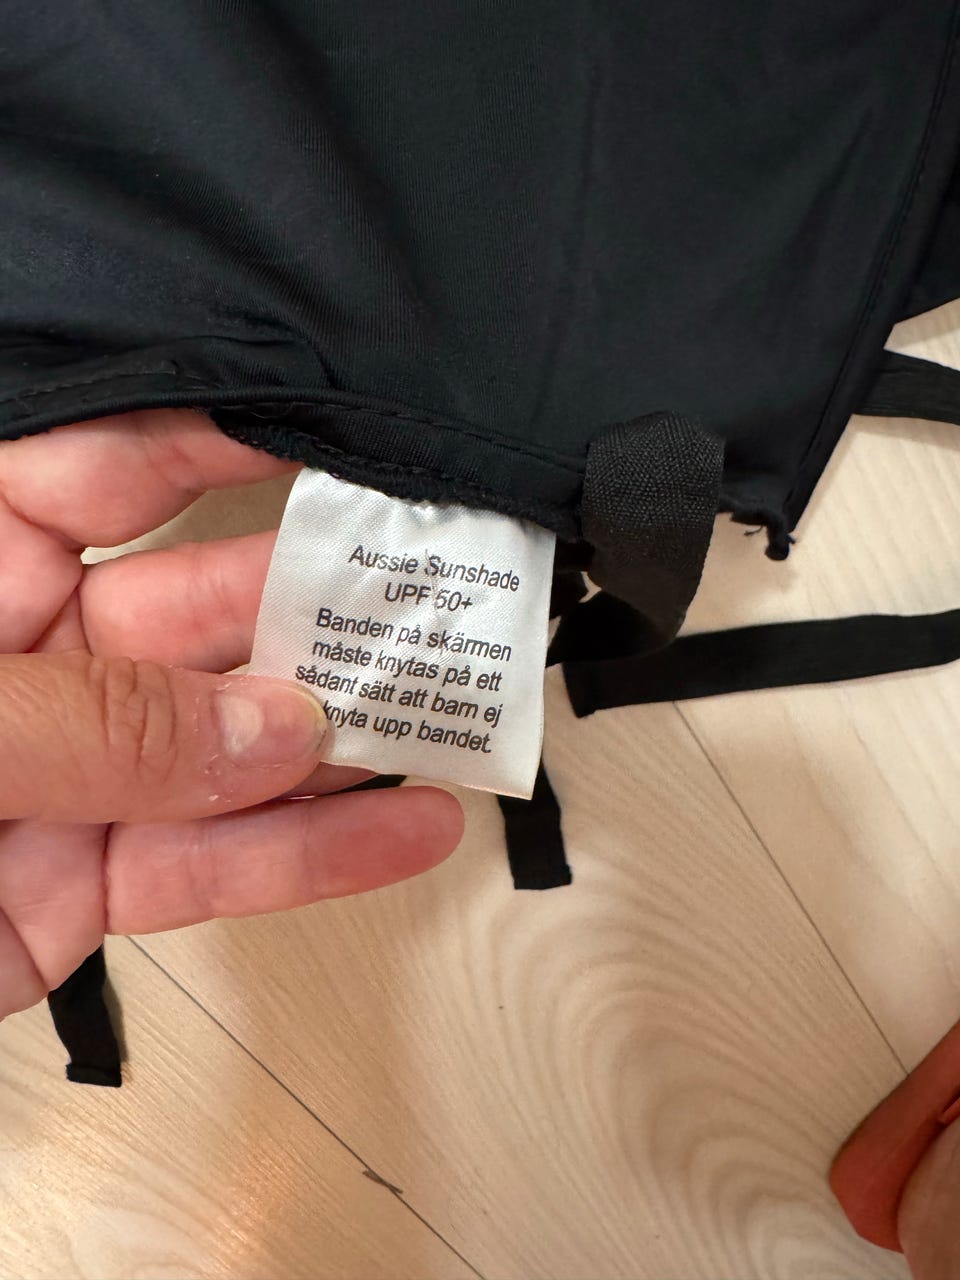 Aussie Sunshade
UPF 50+
Banden på skärmen
måste knytas på ett
sådant sätt att barn ej
knyta upp bandet.